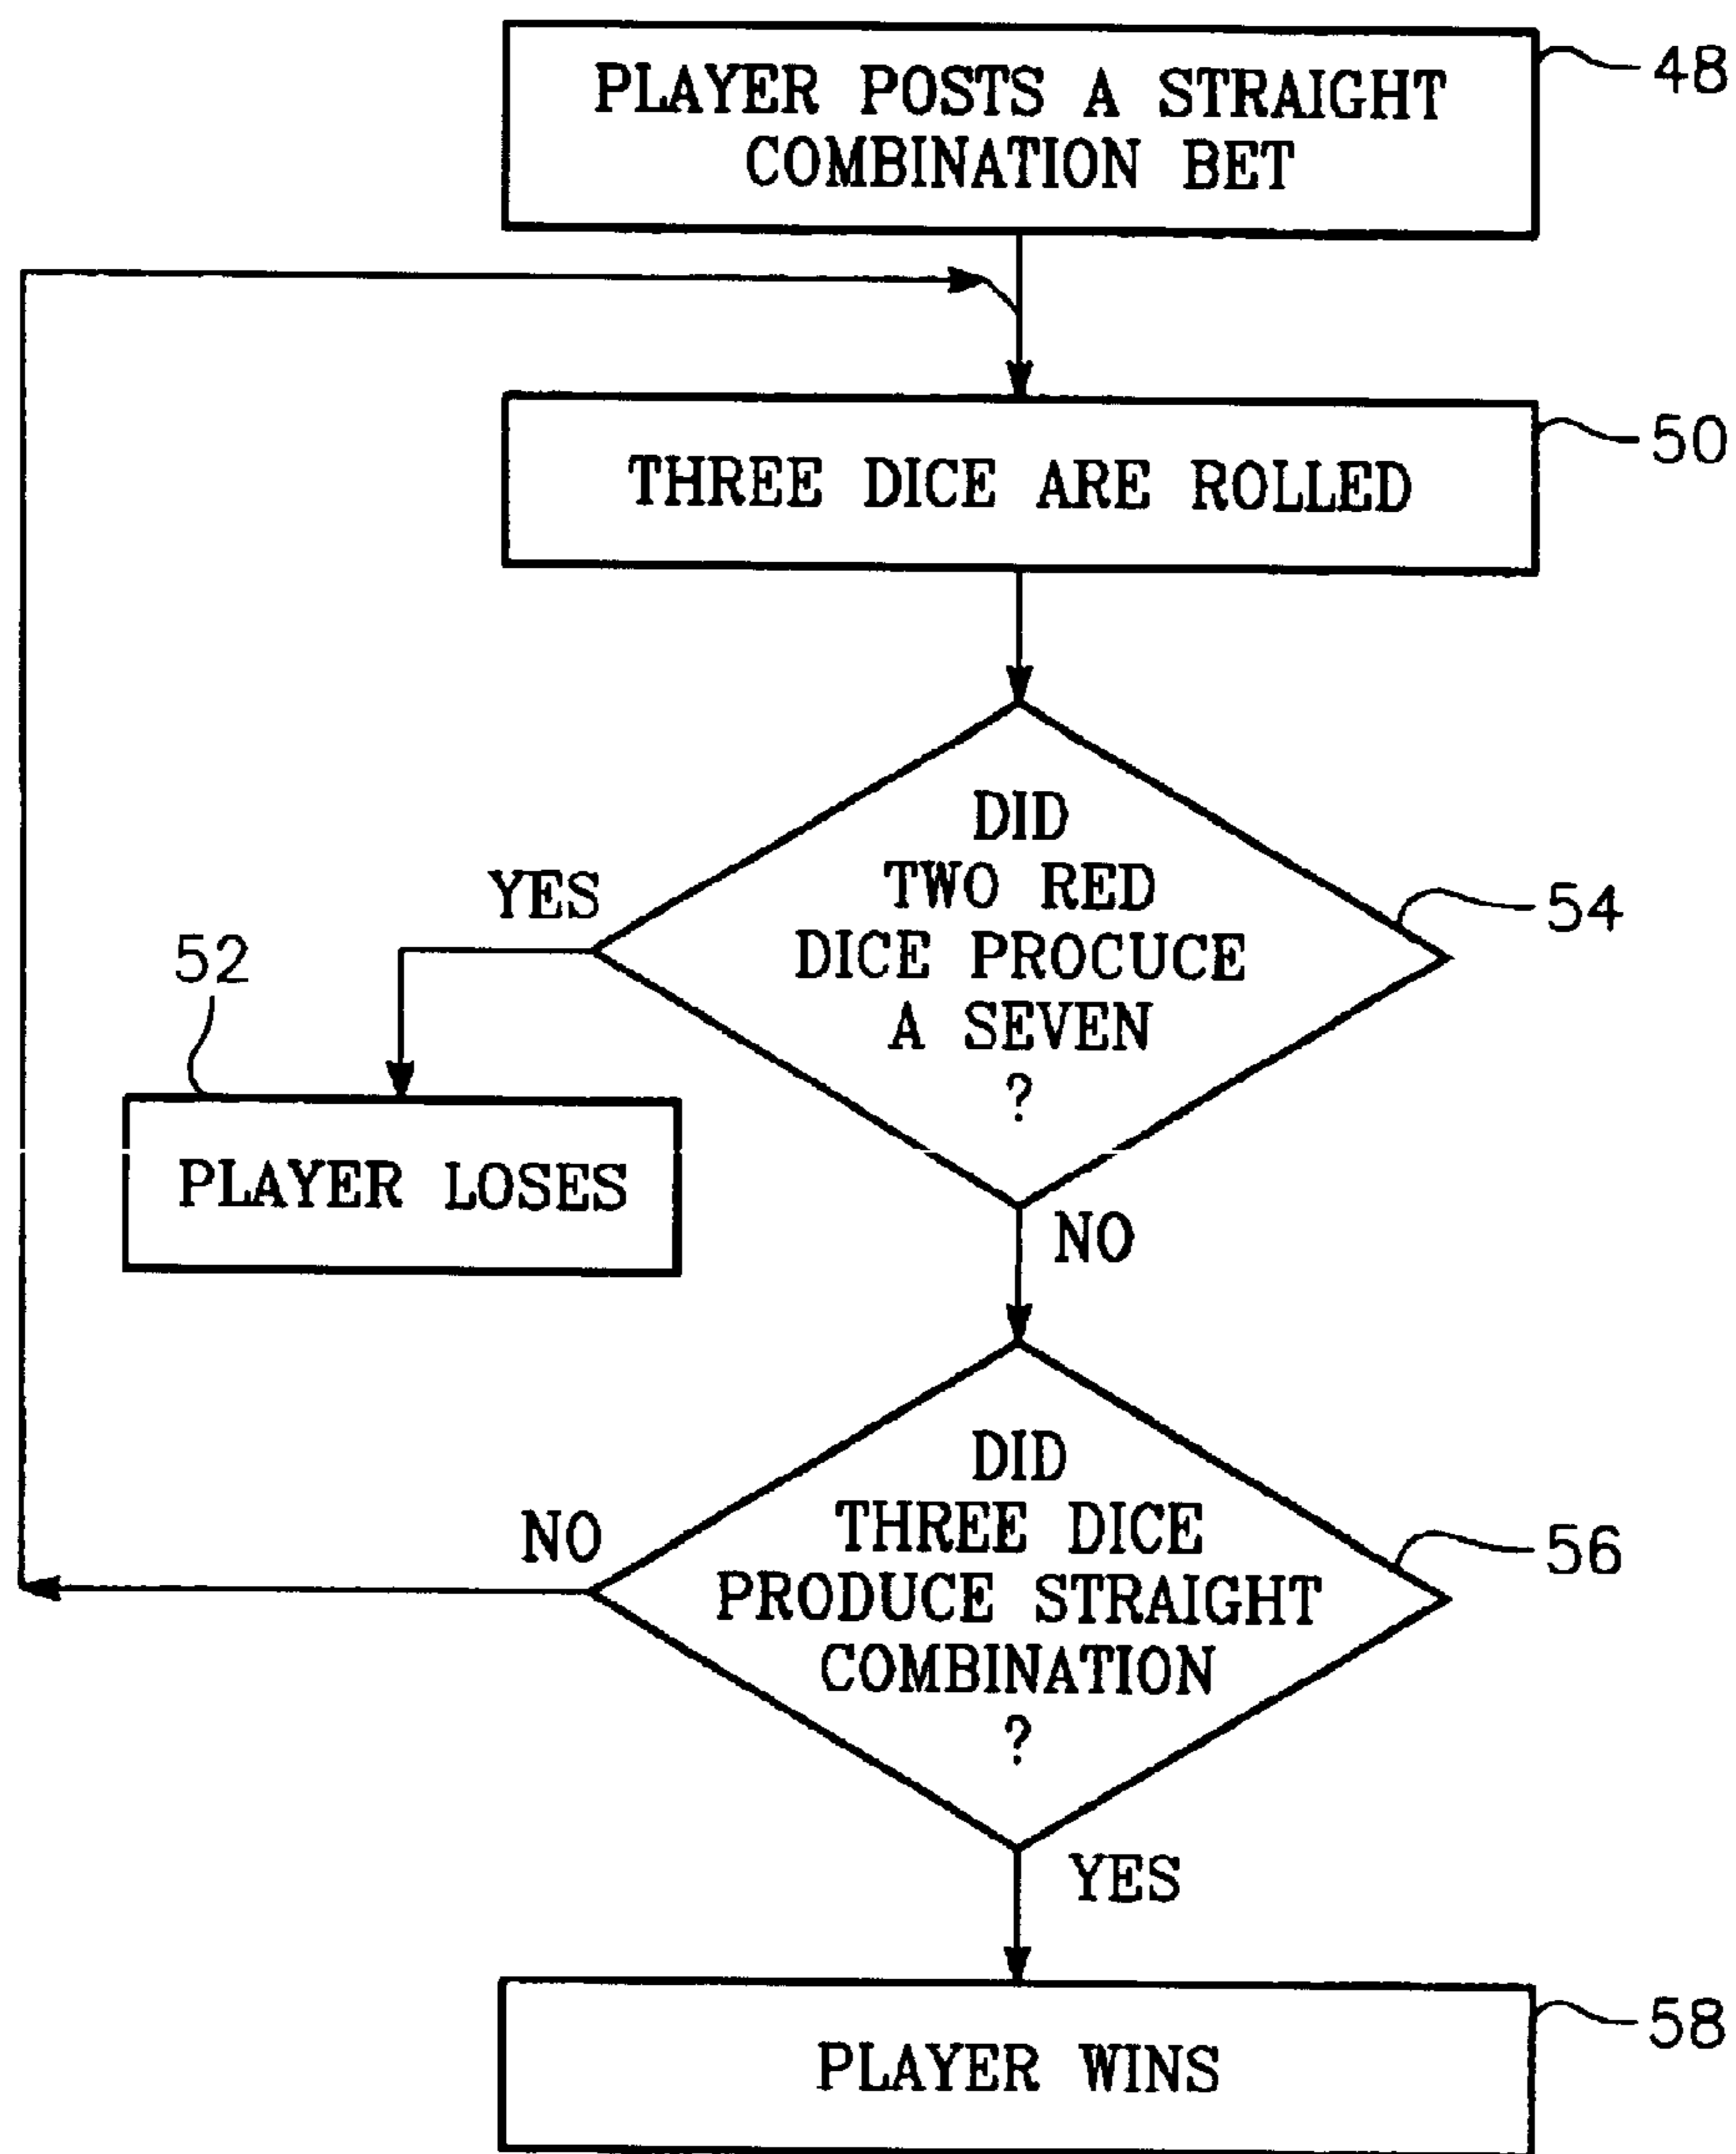 PLAYER POSTS A STRAIGHT
COMBINATION BET
48
THREE DICE ARE ROLLED
50
DID
TWO RED
DICE PROCUCE
A SEVEN
?
54
YES
52
PLAYER LOSES
NO
DID
THREE DICE
PRODUCE STRAIGHT
COMBINATION
?
56
NO
YES
PLAYER WINS
58